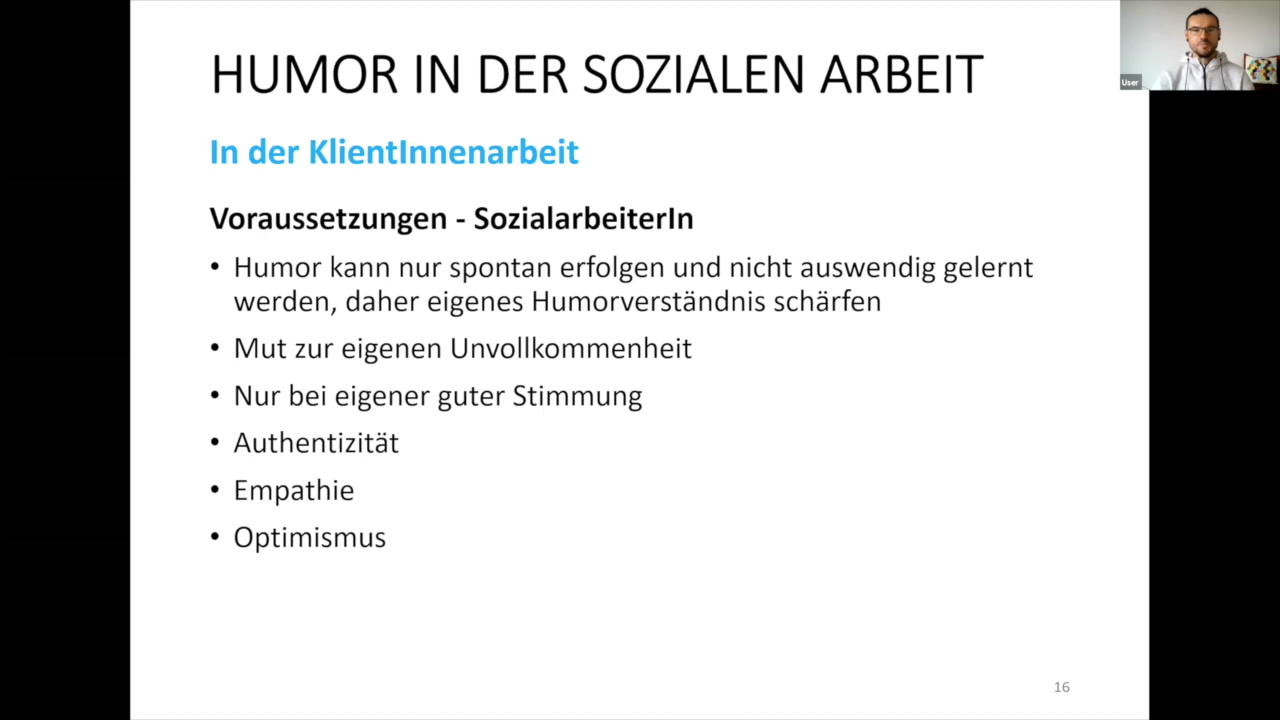 HUMOR IN DER SOZIALEN ARBEIT
In der KlientInnenarbeit
Voraussetzungen - SozialarbeiterIn
• Humor kann nur spontan erfolgen und nicht auswendig gelernt
werden, daher eigenes Humorverständnis schärfen
• Mut zur eigenen Unvollkommenheit
• Nur bei eigener guter Stimmung
• Authentizität
• Empathie
• Optimismus
16
User